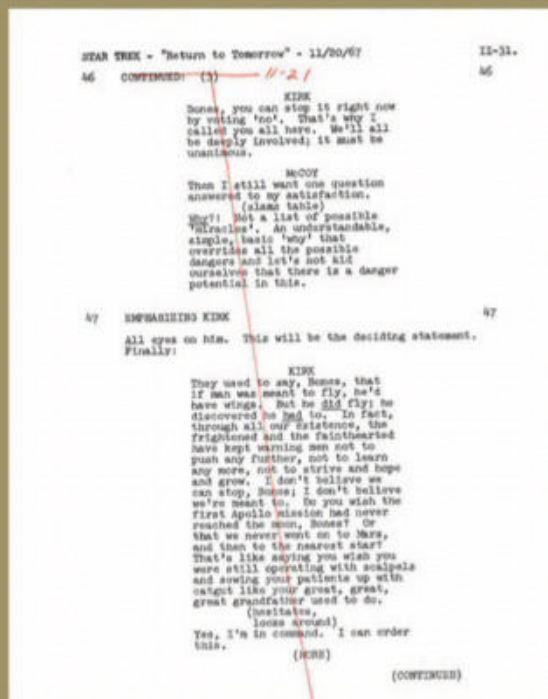 STAR TREK - "Return to Tomorrow" - 11/20/67 II-31.
46 CONTINUED: (3) 11-21 46
KIRK
Bones, you can stop it right now
by voting 'no'. That's why I
called you all here. We'll all
be deeply involved; it must be
unanimous.
McCOY
Then I still want one question
answered to my satisfaction.
(slams table)
Why?! Not a list of possible
'miracles'. An understandable,
simple, basic 'why' that
overrides all the possible
dangers and let's not kid
ourselves that there is a danger
potential in this.
47 EMPHASIZING KIRK 47
All eyes on him. This will be the deciding statement.
Finally:
KIRK
They used to say, Bones, that
if man was meant to fly, he'd
have wings. But he did fly; he
discovered he had to. In fact,
through all our existence, the
frightened and the fainthearted
have kept warning men not to
push any further, not to learn
any more, not to strive and hope
and grow. I don't believe we
can stop, Bones; I don't believe
we're meant to. Do you wish the
first Apollo mission had never
reached the moon, Bones? Or
that we never went on to Mars,
and then to the nearest star?
That's like saying you wish you
were still operating with scalpels
and sewing your patients up with
catgut like your great, great,
great grandfather used to do.
(hesitates,
looks around)
Yes, I'm in command. I can order
this.
(MORE)
(CONTINUED)